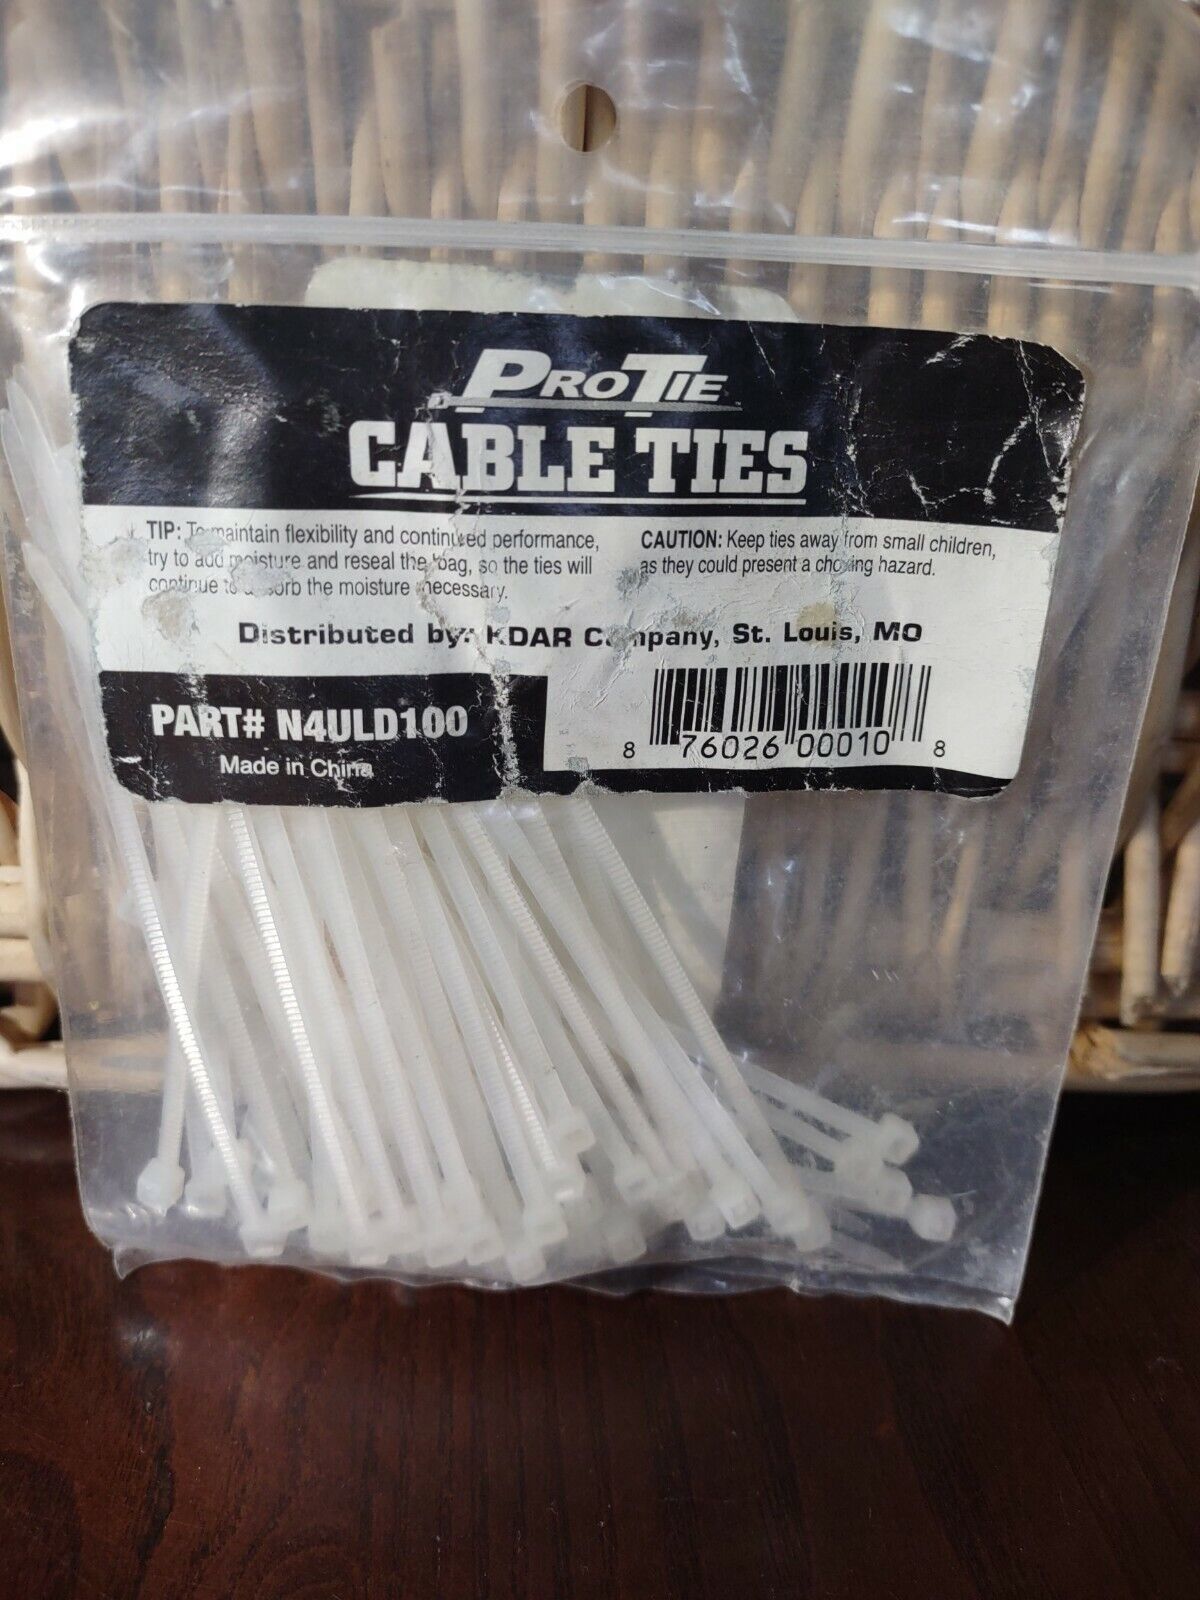 PROTIE
CABLE TIES
TIP: To maintain flexibility and continued performance,
try to add moisture and reseal the bag, so the ties will
continue to absorb the moisture necessary.
CAUTION: Keep ties away from small children,
as they could present a choking hazard.
Distributed by: KDAR Company, St. Louis, MO
PART# N4ULD100
Made in China
8 76026 00010 8